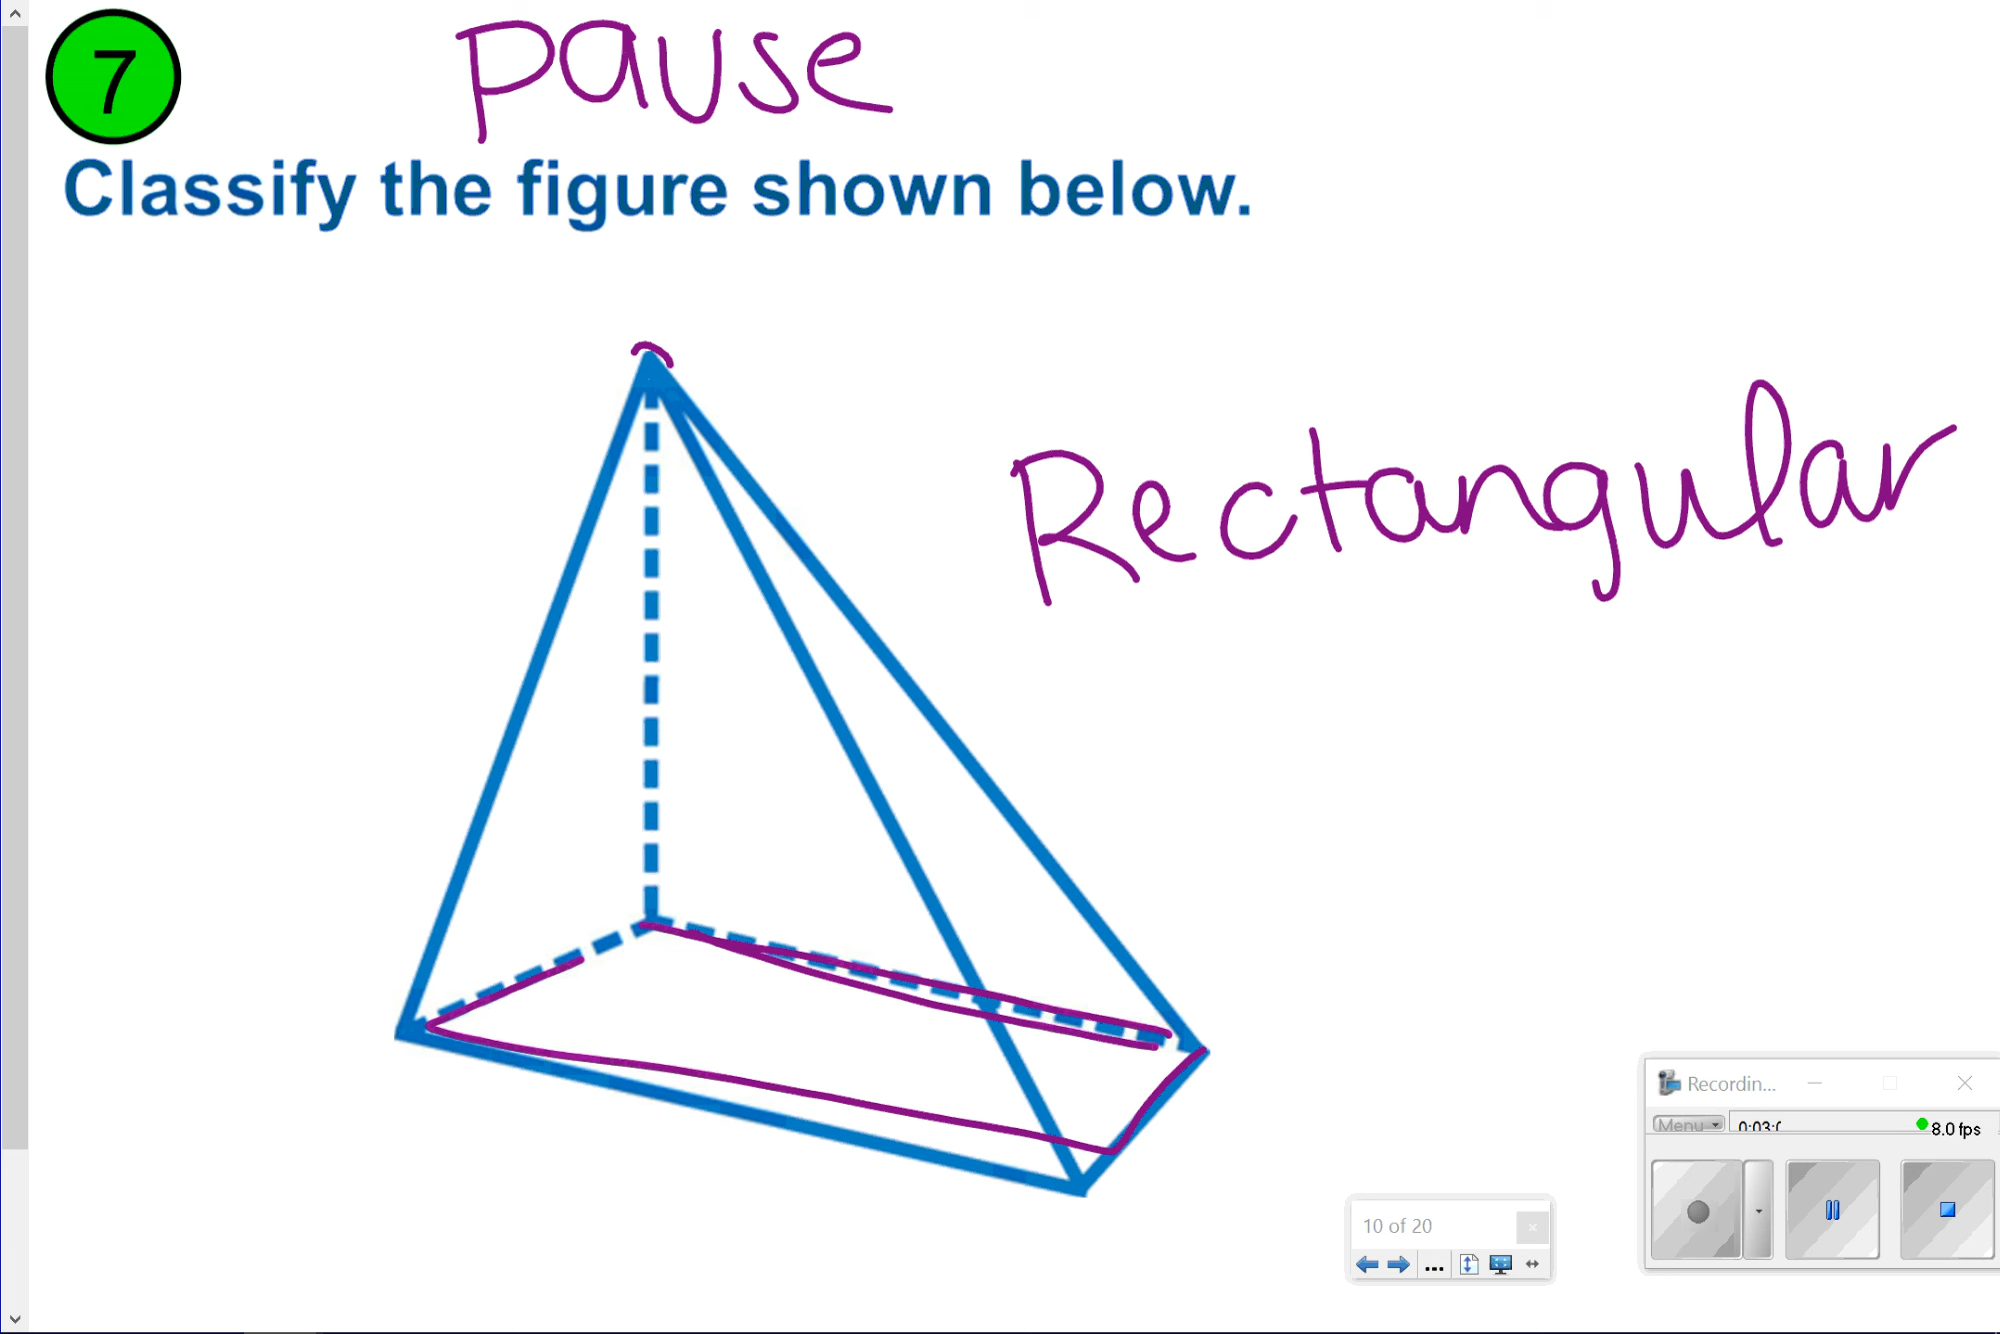 7
pause
Classify the figure shown below.
Rectangular
Recordin...
Menu
8.0 fps
10 of 20
...